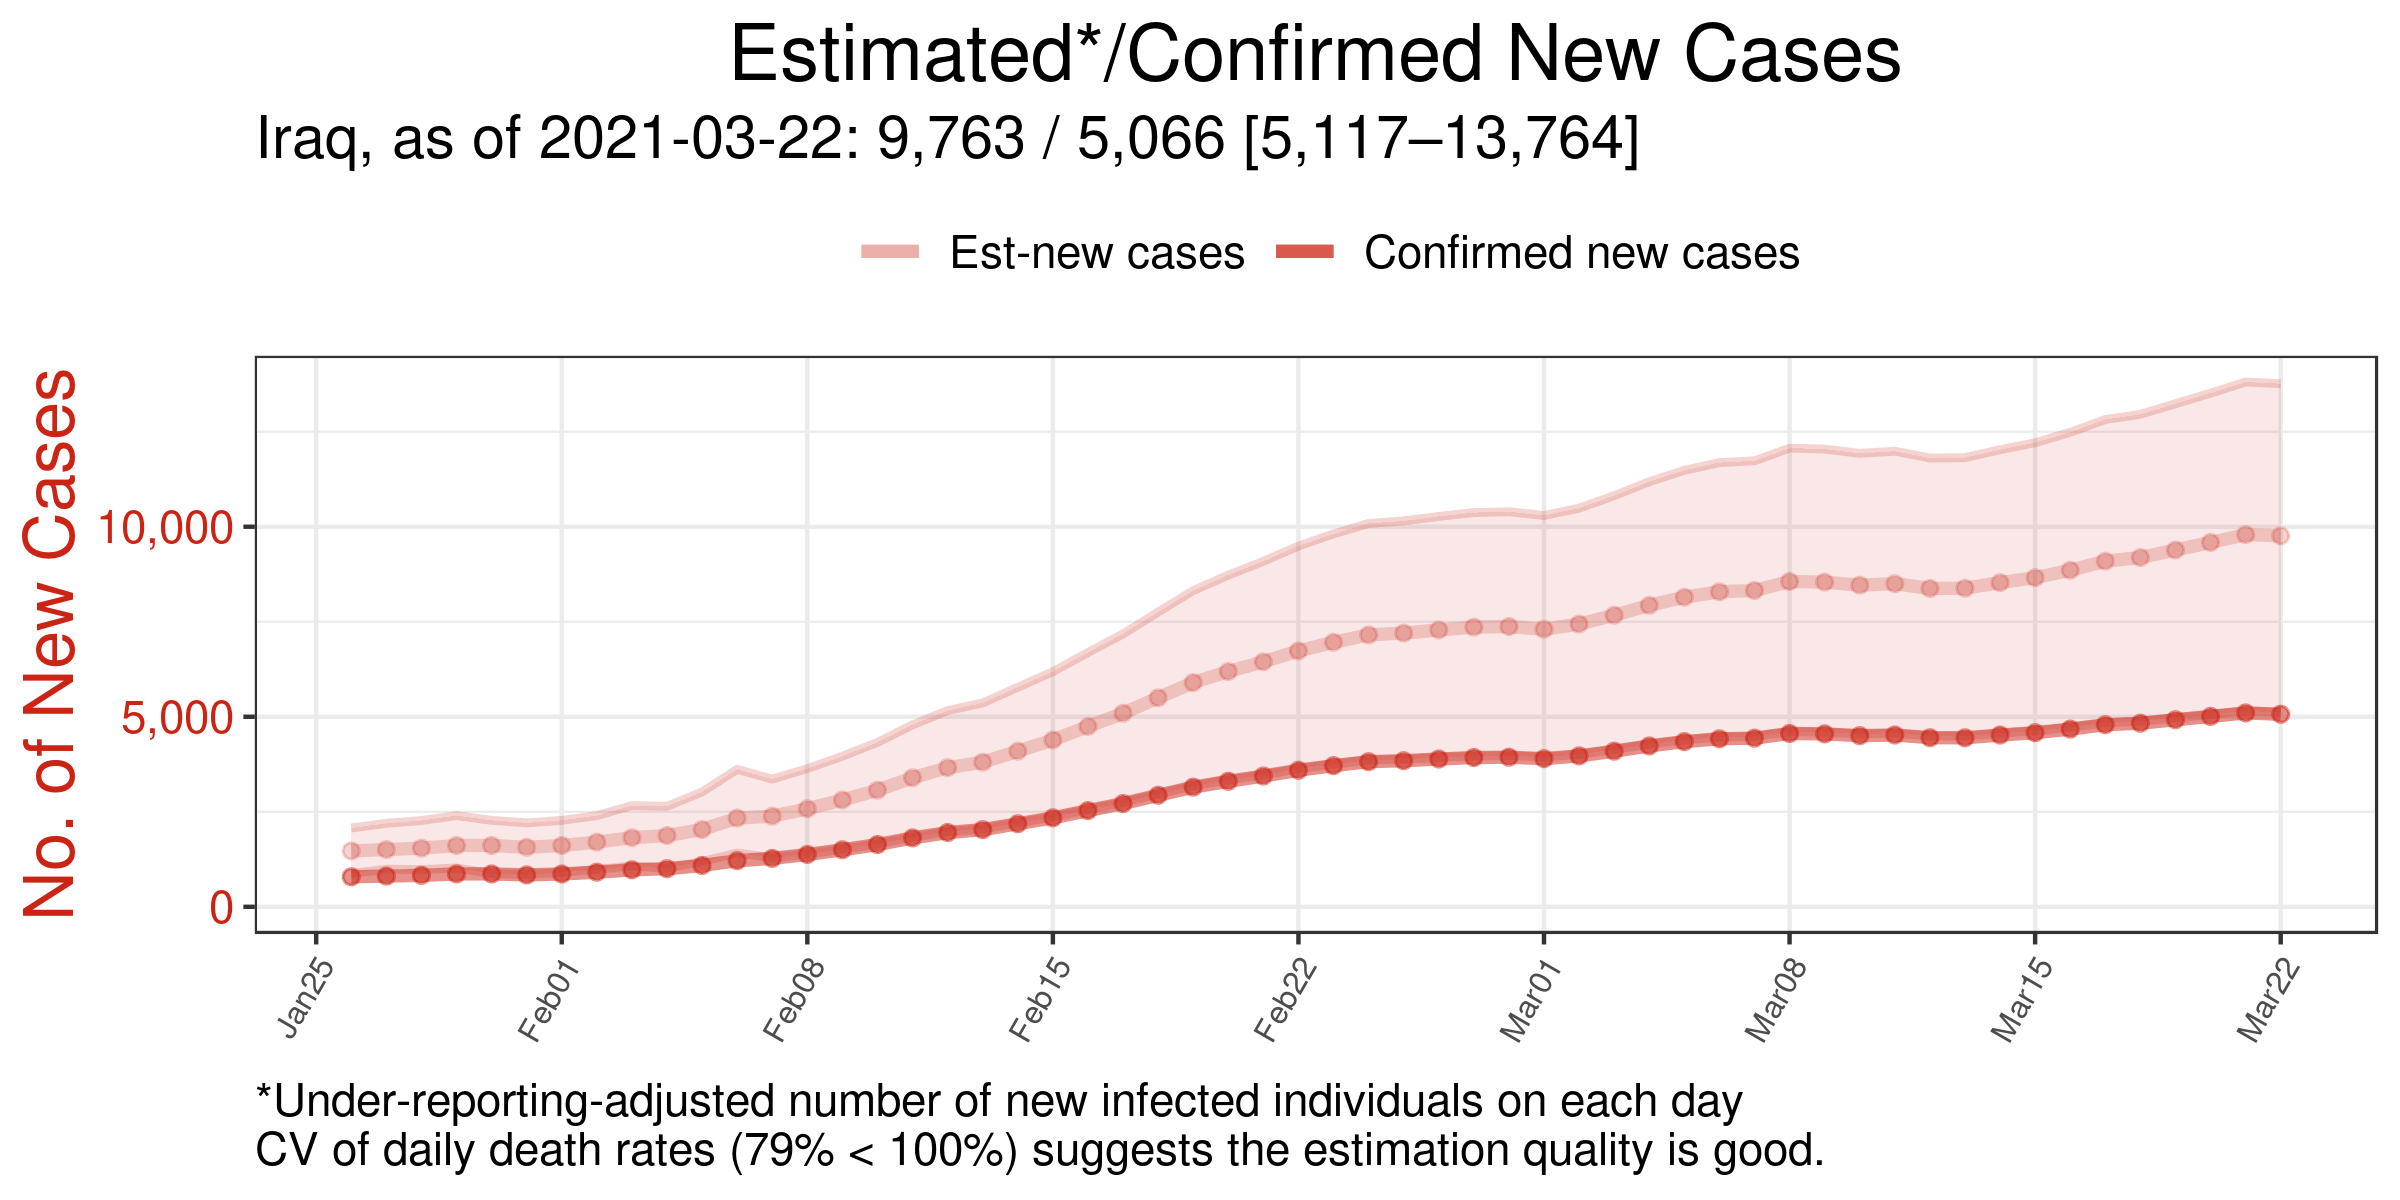 Estimated*/Confirmed New Cases
Iraq, as of 2021-03-22: 9,763 / 5,066 [5,117–13,764]
Est-new cases
Confirmed new cases
No. of New Cases
10,000
5,000
0
Jan25
Feb01
Feb08
Feb15
Feb22
Mar01
Mar08
Mar15
Mar22
*Under-reporting-adjusted number of new infected individuals on each day
CV of daily death rates (79% < 100%) suggests the estimation quality is good.